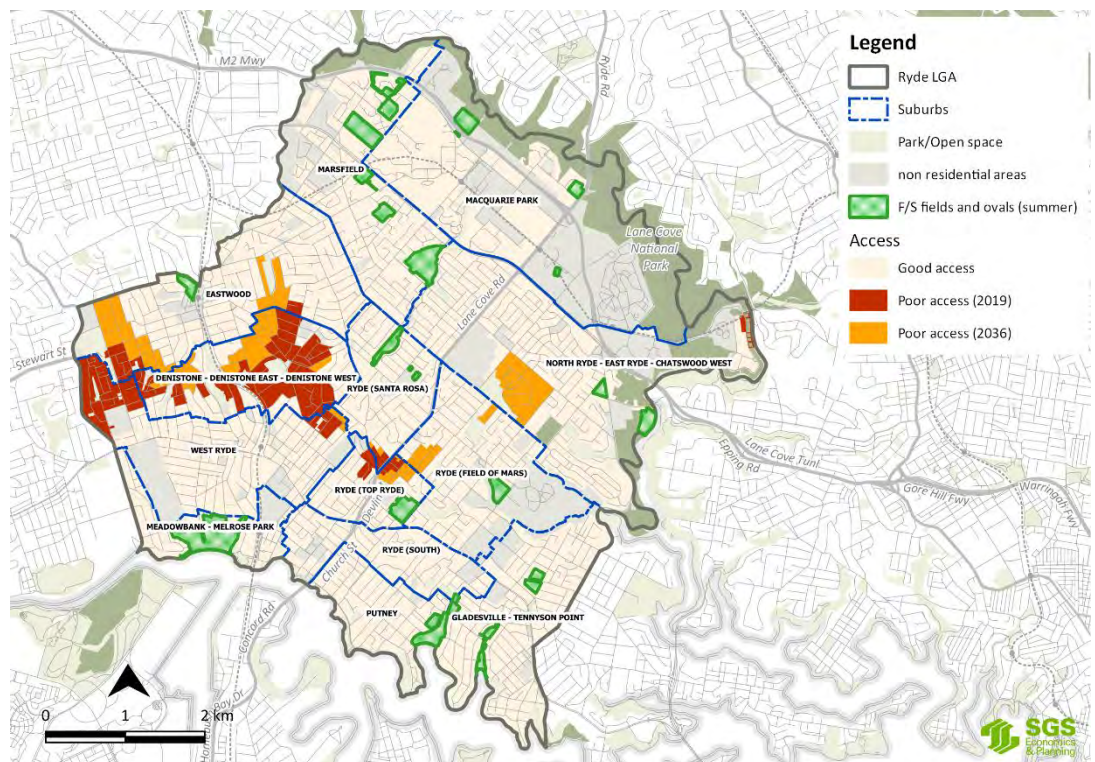 M2 Mwy
Ryde Rd
MARSFIELD
MACQUARIE PARK
Lane Cove
National
Park
EASTWOOD
Lane Cove Rd
Stewart St
DENISTONE - DENISTONE EAST - DENISTONE WEST
RYDE (SANTA ROSA)
NORTH RYDE - EAST RYDE - CHATSWOOD WEST
WEST RYDE
RYDE (FIELD OF MARS)
RYDE (TOP RYDE)
Devlin
Lane Cove Tunl
Epping Rd
Gore Hill Fwy
Warringah Fwy
MEADOWBANK - MELROSE PARK
RYDE (SOUTH)
Church St
PUTNEY
GLADESVILLE - TENNYSON POINT
Concord Rd
Bay Dr
0 1 2 km
Legend
Ryde LGA
Suburbs
Park/Open space
non residential areas
F/S fields and ovals (summer)
Access
Good access
Poor access (2019)
Poor access (2036)
SGS
Economics
& Planning